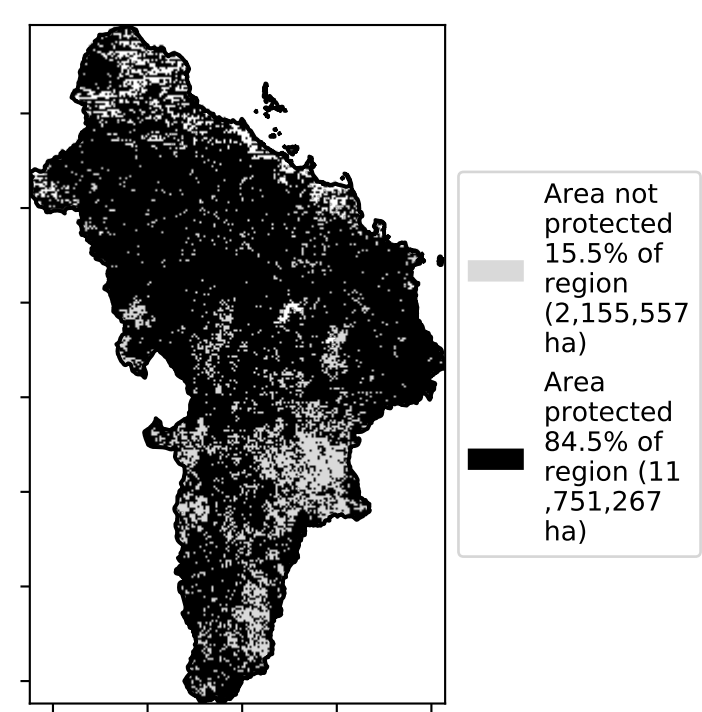 Area not
protected
15.5% of
region
(2,155,557
ha)
Area
protected
84.5% of
region (11
,751,267
ha)